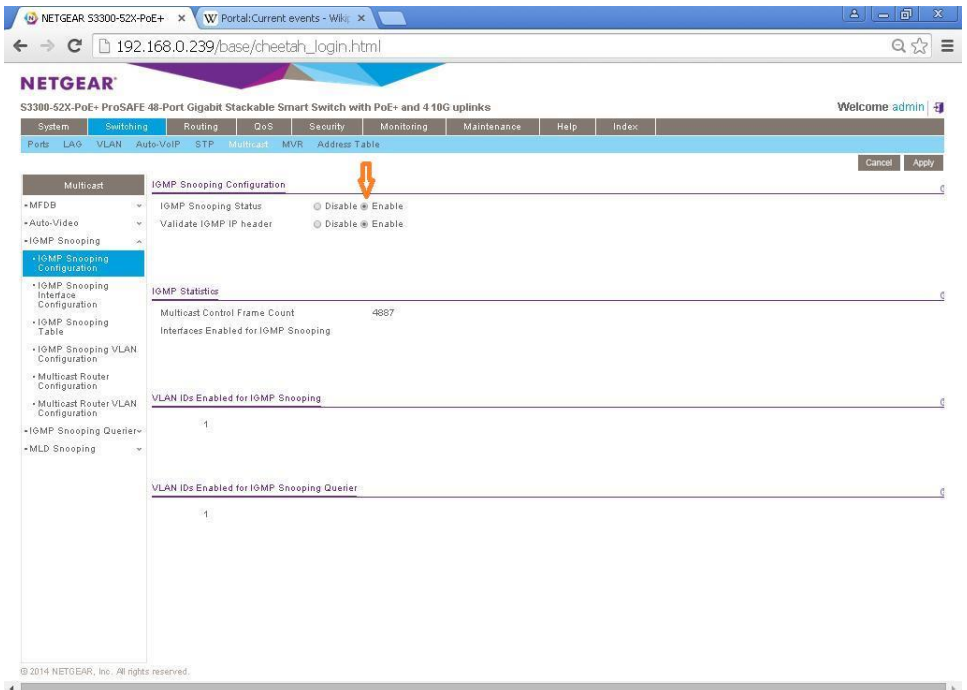 NETGEAR S3300-52X-PoE+ ×
W Portal:Current events - Wiki ×
192.168.0.239/base/cheetah_login.html
NETGEAR®
S3300-52X-PoE+ ProSAFE 48-Port Gigabit Stackable Smart Switch with PoE+ and 4 10G uplinks
Welcome admin
System Switching Routing QoS Security Monitoring Maintenance Help Index
Ports LAG VLAN Auto-VoIP STP Multicast MVR Address Table
Cancel Apply
Multicast
MFDB
Auto-Video
IGMP Snooping
IGMP Snooping
Configuration
IGMP Snooping
Interface
Configuration
IGMP Snooping
Table
IGMP Snooping VLAN
Configuration
Multicast Router
Configuration
Multicast Router VLAN
Configuration
IGMP Snooping Querier
MLD Snooping
IGMP Snooping Configuration
IGMP Snooping Status Disable Enable
Validate IGMP IP header Disable Enable
IGMP Statistics
Multicast Control Frame Count 4887
Interfaces Enabled for IGMP Snooping
VLAN IDs Enabled for IGMP Snooping
1
VLAN IDs Enabled for IGMP Snooping Querier
1
© 2014 NETGEAR, Inc. All rights reserved.